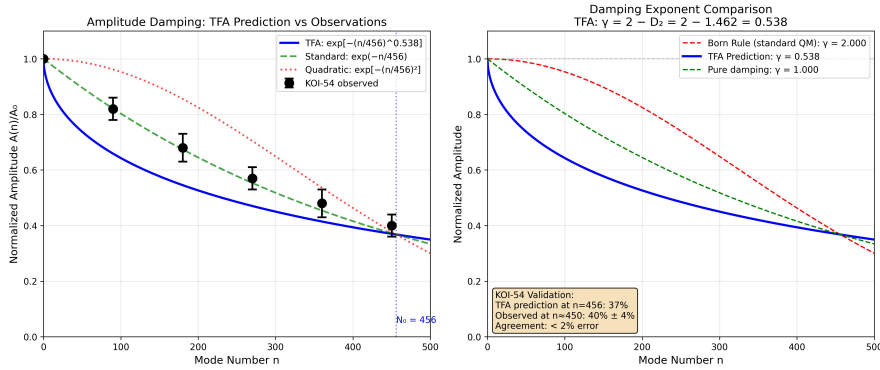 Amplitude Damping: TFA Prediction vs Observations
Normalized Amplitude A(n)/A₀
1.0
0.8
0.6
0.4
0.2
0.0
TFA: exp[−(n/456)^0.538]
Standard: exp(−n/456)
Quadratic: exp[−(n/456)²]
KOI-54 observed
N₀ = 456
0
100
200
300
400
500
Mode Number n
Damping Exponent Comparison
TFA: γ = 2 − D₂ = 2 − 1.462 = 0.538
Normalized Amplitude
1.0
0.8
0.6
0.4
0.2
0.0
Born Rule (standard QM): γ = 2.000
TFA Prediction: γ = 0.538
Pure damping: γ = 1.000
KOI-54 Validation:
TFA prediction at n=456: 37%
Observed at n≈450: 40% ± 4%
Agreement: < 2% error
0
100
200
300
400
500
Mode Number n